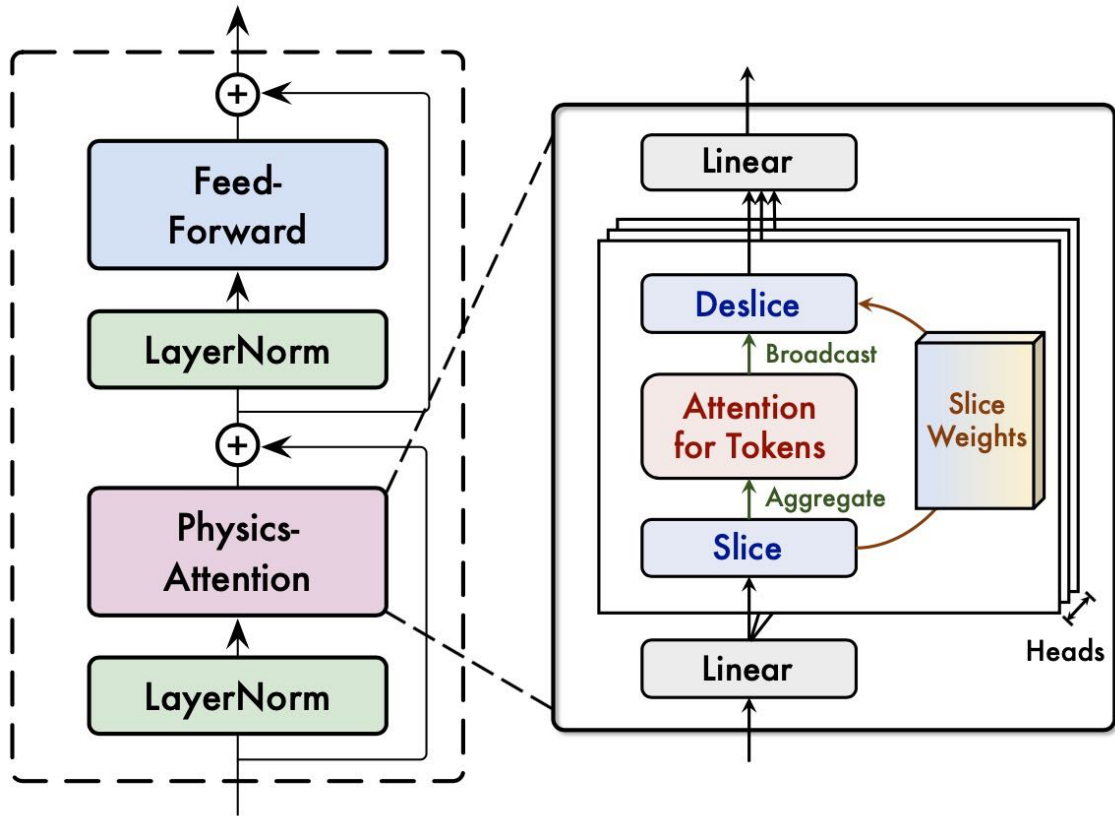 +
Feed-
Forward
LayerNorm
+
Physics-
Attention
LayerNorm
Linear
Deslice
Broadcast
Attention
for Tokens
Slice
Weights
Aggregate
Slice
Heads
Linear